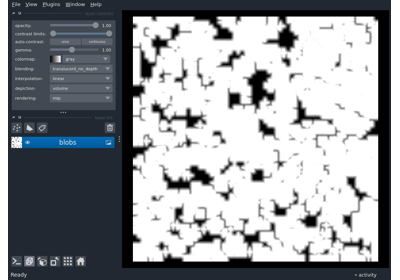 File View Plugins Window Help
opacity: 1.00
contrast limits:
auto-contrast: once continuous
gamma: 1.00
colormap: gray
blending: translucent_no_depth
interpolation: linear
depiction: volume
rendering: mip
blobs
Ready
activity